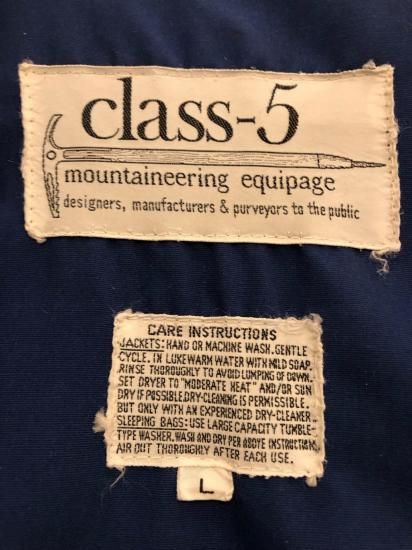 class-5
mountaineering equipage
designers, manufacturers & purveyors to the public
CARE INSTRUCTIONS
JACKETS: HAND OR MACHINE WASH. GENTLE
CYCLE. IN LUKEWARM WATER WITH MILD SOAP.
RINSE THOROUGHLY TO AVOID LUMPING OF DOWN.
SET DRYER TO "MODERATE HEAT" AND/OR SUN
DRY IF POSSIBLE. DRY-CLEANING IS PERMISSIBLE.
BUT ONLY WITH AN EXPERIENCED DRY-CLEANER.
SLEEPING BAGS: USE LARGE CAPACITY TUMBLE-
TYPE WASHER. WASH AND DRY PER ABOVE INSTRUCTION
AIR OUT THOROUGHLY AFTER EACH USE.
L